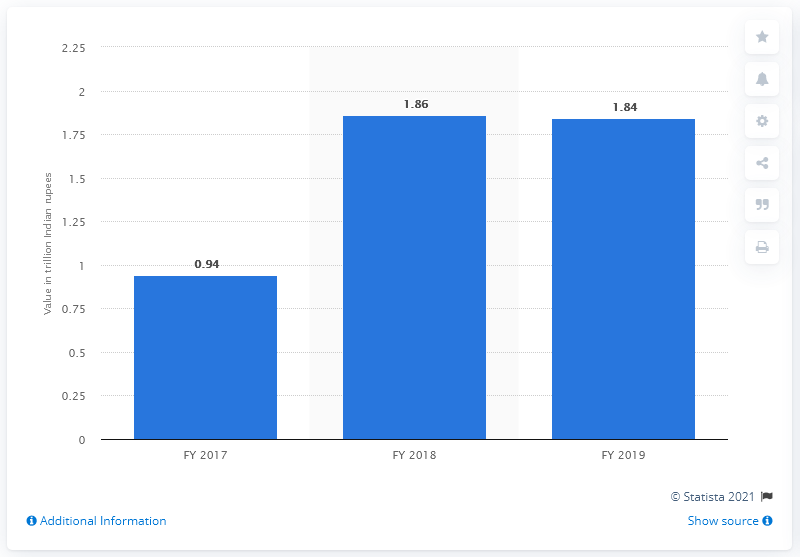 Value in trillion Indian rupees
2.25
2
1.75
1.5
1.25
1
0.75
0.5
0.25
0
0.94
1.86
1.84
FY 2017
FY 2018
FY 2019
© Statista 2021
Additional Information
Show source